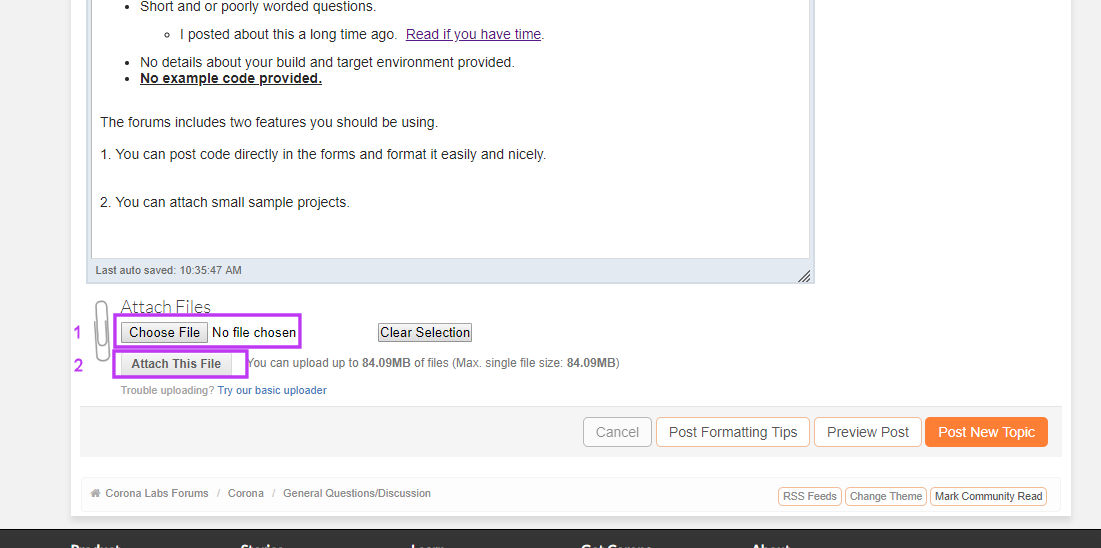 Short and or poorly worded questions.
I posted about this a long time ago. Read if you have time.
No details about your build and target environment provided.
No example code provided.
The forums includes two features you should be using.
1. You can post code directly in the forms and format it easily and nicely.
2. You can attach small sample projects.
Last auto saved: 10:35:47 AM
Attach Files
1 Choose File No file chosen Clear Selection
2 Attach This File You can upload up to 84.09MB of files (Max. single file size: 84.09MB)
Trouble uploading? Try our basic uploader
Cancel Post Formatting Tips Preview Post Post New Topic
Corona Labs Forums / Corona / General Questions/Discussion RSS Feeds Change Theme Mark Community Read
Product Stories Learn Get Corona About